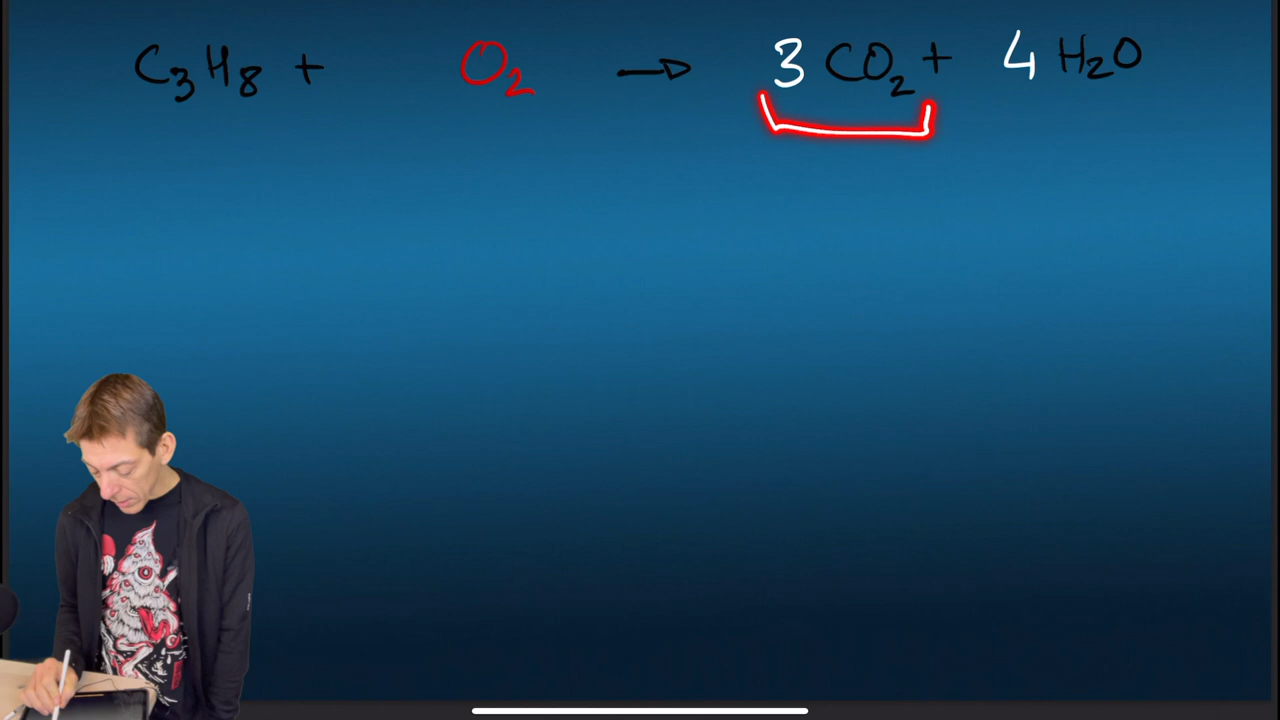 C₃H₈ + O₂ → 3 CO₂ + 4 H₂O